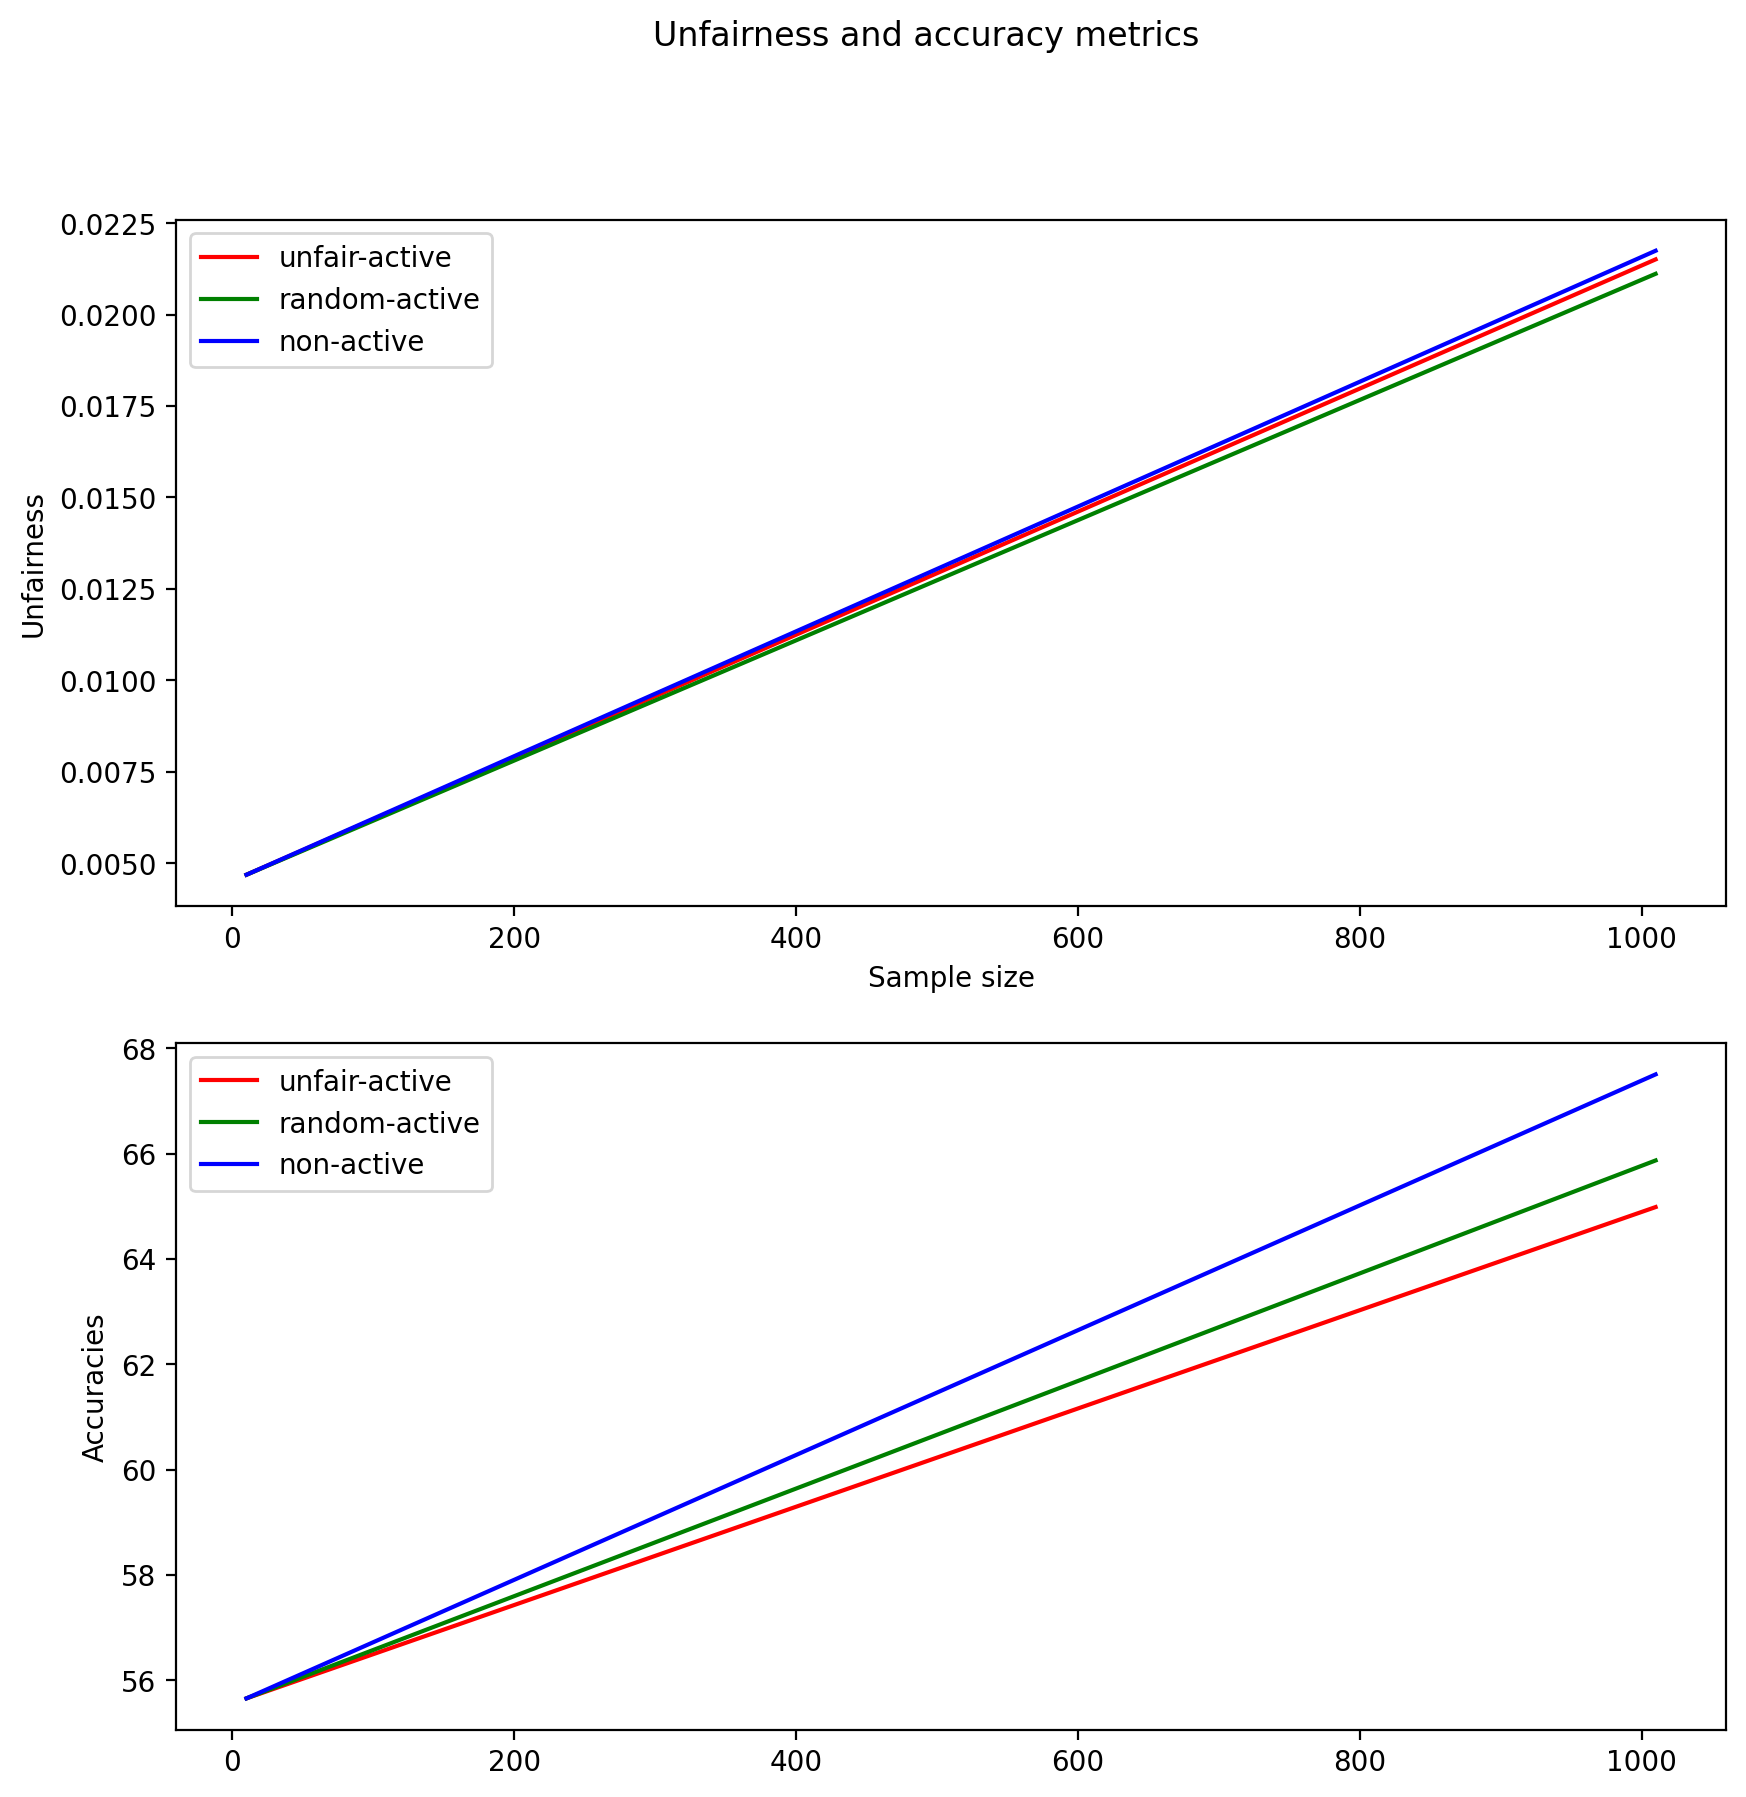 Unfairness and accuracy metrics
0.0225
0.0200
0.0175
0.0150
0.0125
0.0100
0.0075
0.0050
Unfairness
unfair-active
random-active
non-active
0 200 400 600 800 1000
Sample size
68
66
64
62
60
58
56
Accuracies
unfair-active
random-active
non-active
0 200 400 600 800 1000